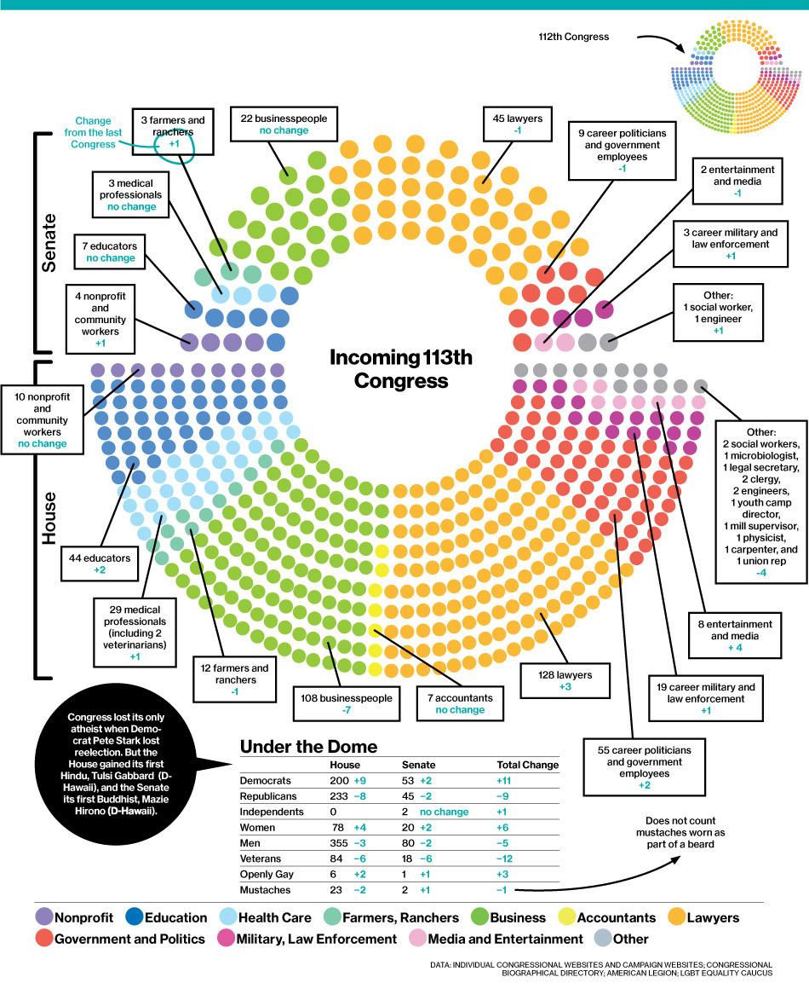 112th Congress
Change
from the last
Congress
3 farmers and
ranchers
+1
22 businesspeople
no change
45 lawyers
-1
9 career politicians
and government
employees
-1
3 medical
professionals
no change
2 entertainment
and media
-1
7 educators
no change
3 career military and
law enforcement
+1
4 nonprofit
and
community
workers
+1
Other:
1 social worker,
1 engineer
+1
Senate
Incoming 113th
Congress
House
10 nonprofit
and
community
workers
no change
Other:
2 social workers,
1 microbiologist,
1 legal secretary,
2 clergy,
2 engineers,
1 youth camp
director,
1 mill supervisor,
1 physicist,
1 carpenter, and
1 union rep
-4
44 educators
+2
29 medical
professionals
(including 2
veterinarians)
+1
12 farmers and
ranchers
-1
108 businesspeople
-7
7 accountants
no change
128 lawyers
+3
8 entertainment
and media
+ 4
19 career military and
law enforcement
+1
55 career politicians
and government
employees
+2
Congress lost its only
atheist when Demo-
crat Pete Stark lost
reelection. But the
House gained its first
Hindu, Tulsi Gabbard (D-
Hawaii), and the Senate
its first Buddhist, Mazie
Hirono (D-Hawaii).
Under the Dome
House Senate Total Change
Democrats 200 +9 53 +2 +11
Republicans 233 −8 45 −2 −9
Independents 0 2 no change +1
Women 78 +4 20 +2 +6
Men 355 −3 80 −2 −5
Veterans 84 −6 18 −6 −12
Openly Gay 6 +2 1 +1 +3
Mustaches 23 −2 2 +1 −1
Does not count
mustaches worn as
part of a beard
Nonprofit Education Health Care Farmers, Ranchers Business Accountants Lawyers
Government and Politics Military, Law Enforcement Media and Entertainment Other
DATA: INDIVIDUAL CONGRESSIONAL WEBSITES AND CAMPAIGN WEBSITES; CONGRESSIONAL
BIOGRAPHICAL DIRECTORY; AMERICAN LEGION; LGBT EQUALITY CAUCUS